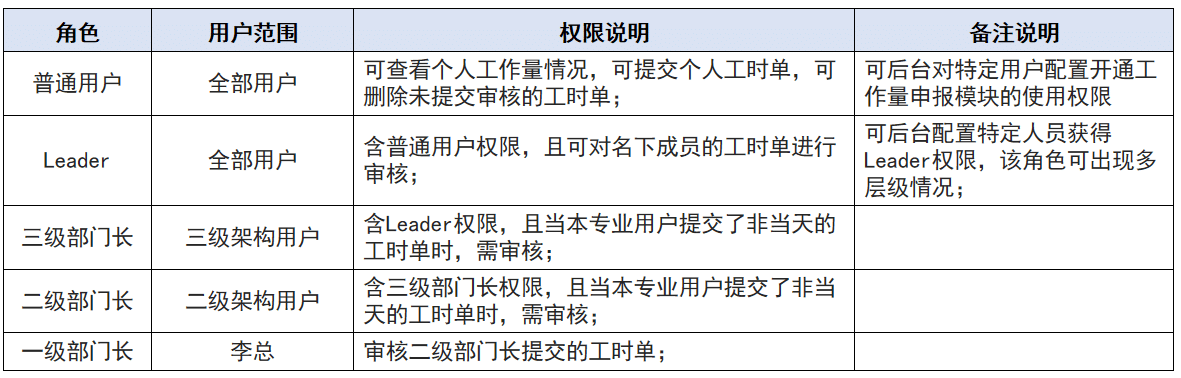 角色
用户范围
权限说明
备注说明
普通用户
全部用户
可查看个人工作量情况，可提交个人工时单，可
删除未提交审核的工时单；
可后台对特定用户配置开通工
作量申报模块的使用权限
Leader
全部用户
含普通用户权限，且可对名下成员的工时单进行
审核；
可后台配置特定人员获得
Leader权限，该角色可出现多
层级情况；
三级部门长
三级架构用户
含Leader权限，且当本专业用户提交了非当天的
工时单时，需审核；
二级部门长
二级架构用户
含三级部门长权限，且当本专业用户提交了非当
天的工时单时，需审核；
一级部门长
李总
审核二级部门长提交的工时单；